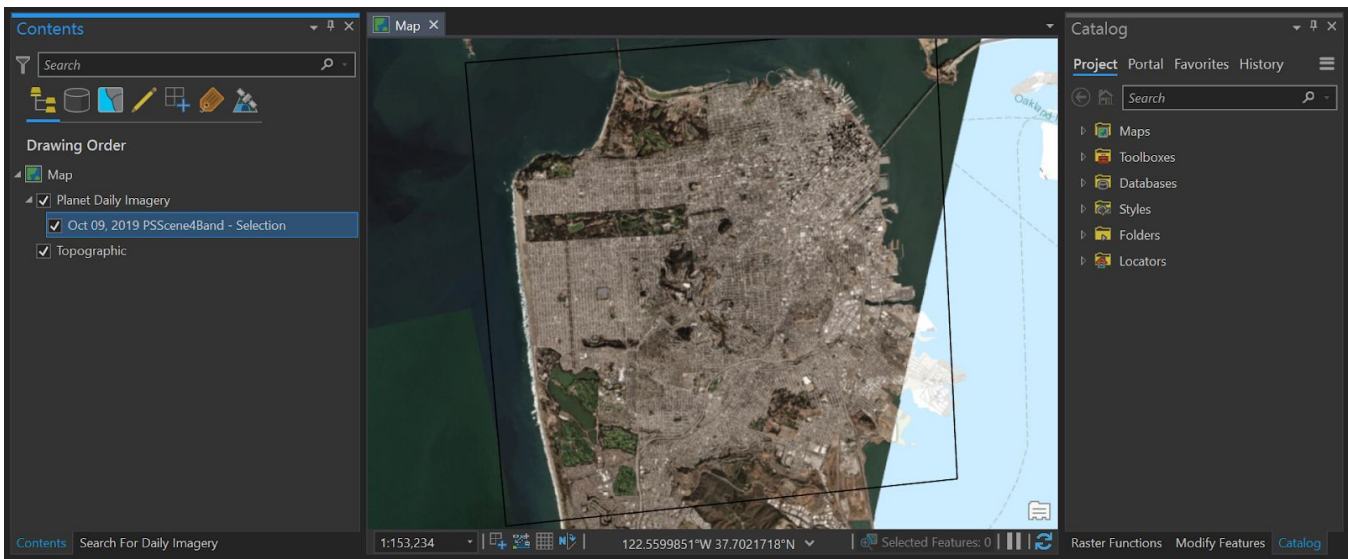 Contents
Search
Drawing Order
Map
Planet Daily Imagery
Oct 09, 2019 PSScene4Band - Selection
Topographic
Contents Search For Daily Imagery
Map
Oakland
1:153,234
122.5599851°W 37.7021718°N
Selected Features: 0
Catalog
Project Portal Favorites History
Search
Maps
Toolboxes
Databases
Styles
Folders
Locators
Raster Functions Modify Features Catalog